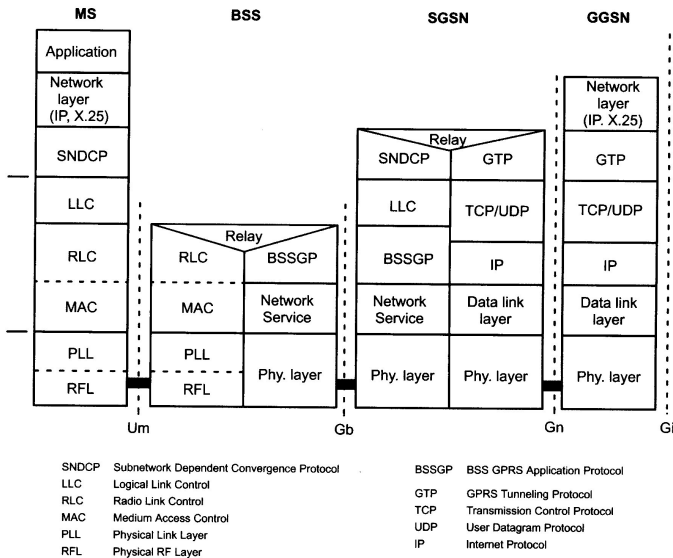 MS BSS SGSN GGSN
Application
Network
layer
(IP, X.25)
SNDCP
LLC
RLC
MAC
PLL
RFL
Relay
RLC BSSGP
MAC Network
Service
PLL
RFL
Phy. layer
Relay
SNDCP GTP
LLC TCP/UDP
BSSGP IP
Network
Service
Data link
layer
Phy. layer Phy. layer
Network
layer
(IP. X.25)
GTP
TCP/UDP
IP
Data link
layer
Phy. layer
Um Gb Gn Gi
SNDCP Subnetwork Dependent Convergence Protocol
LLC Logical Link Control
RLC Radio Link Control
MAC Medium Access Control
PLL Physical Link Layer
RFL Physical RF Layer
BSSGP BSS GPRS Application Protocol
GTP GPRS Tunneling Protocol
TCP Transmission Control Protocol
UDP User Datagram Protocol
IP Internet Protocol